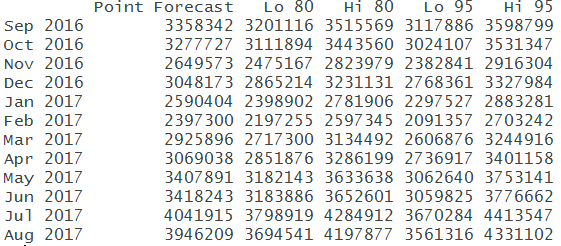 Point Forecast Lo 80 Hi 80 Lo 95 Hi 95
Sep 2016 3358342 3201116 3515569 3117886 3598799
Oct 2016 3277727 3111894 3443560 3024107 3531347
Nov 2016 2649573 2475167 2823979 2382841 2916304
Dec 2016 3048173 2865214 3231131 2768361 3327984
Jan 2017 2590404 2398902 2781906 2297527 2883281
Feb 2017 2397300 2197255 2597345 2091357 2703242
Mar 2017 2925896 2717300 3134492 2606876 3244916
Apr 2017 3069038 2851876 3286199 2736917 3401158
May 2017 3407891 3182143 3633638 3062640 3753141
Jun 2017 3418243 3183886 3652601 3059825 3776662
Jul 2017 4041915 3798919 4284912 3670284 4413547
Aug 2017 3946209 3694541 4197877 3561316 4331102